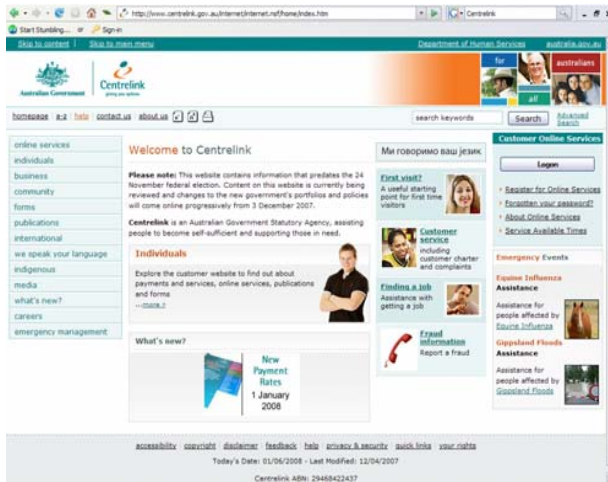 http://www.centrelink.gov.au/internet/internet.nsf/home/index.htm
Centrelink
Start Stumbling...
Sign-in
Skip to content | Skip to main menu
Department of Human Services
australia.gov.au
Australian Government
Centrelink
giving you options
for
australians
all
homepage a-z help contact us about us
search keywords
Search
Advanced Search
online services
individuals
business
community
forms
publications
international
we speak your language
indigenous
media
what's new?
careers
emergency management
Welcome to Centrelink
Please note: This website contains information that predates the 24
November federal election. Content on this website is currently being
reviewed and changes to the new government's portfolios and policies
will come online progressively from 3 December 2007.
Centrelink is an Australian Government Statutory Agency, assisting
people to become self-sufficient and supporting those in need.
Individuals
Explore the customer website to find out about
payments and services, online services, publications
and forms
...more >
What's new?
New
Payment
Rates
1 January
2008
Ми говоримо ваш језик
First visit?
A useful starting
point for first time
visitors
Customer
service
including
customer charter
and complaints
Finding a job
Assistance with
getting a job
Fraud
information
Report a fraud
Customer Online Services
Logon
Register for Online Services
Forgotten your password?
About Online Services
Service Available Times
Emergency Events
Equine Influenza
Assistance
Assistance for
people affected by
Equine Influenza
Gippsland Floods
Assistance
Assistance for
people affected by
Gippsland Floods
accessibility copyright disclaimer feedback help privacy & security quick links your rights
Today's Date: 01/06/2008 - Last Modified: 12/04/2007
Centrelink ABN: 29468422437